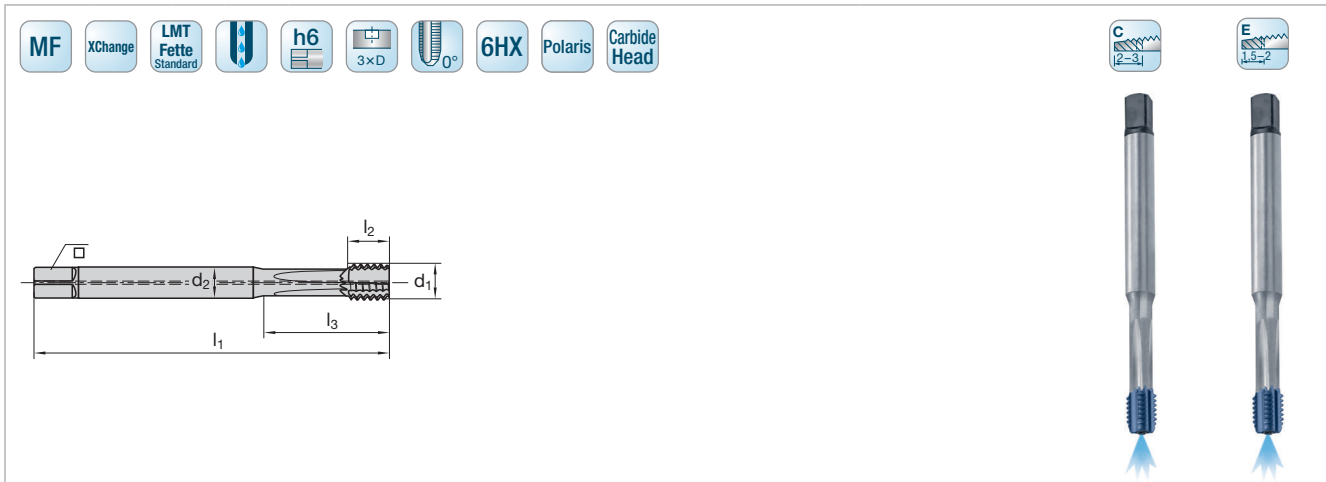 MF
XChange
LMT
Fette
Standard
h6
3×D
0°
6HX
Polaris
Carbide
Head
C
2–3
E
1,5–2
l2
d2
d1
l3
l1